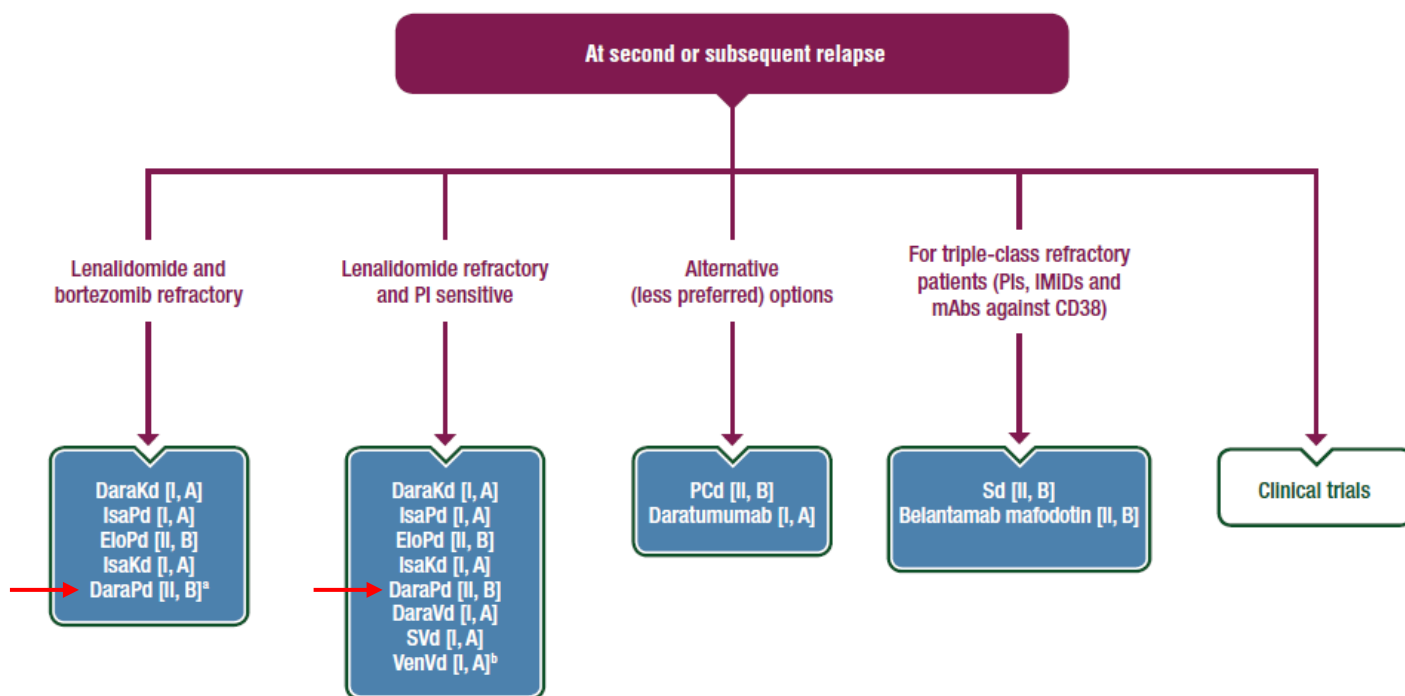 At second or subsequent relapse
Lenalidomide and
bortezomib refractory
Lenalidomide refractory
and PI sensitive
Alternative
(less preferred) options
For triple-class refractory
patients (PIs, IMiDs and
mAbs against CD38)
DaraKd [I, A]
IsaPd [I, A]
EloPd [II, B]
IsaKd [I, A]
DaraPd [II, B]ᵃ
DaraKd [I, A]
IsaPd [I, A]
EloPd [II, B]
IsaKd [I, A]
DaraPd [II, B]
DaraVd [I, A]
SVd [I, A]
VenVd [I, A]ᵇ
PCd [II, B]
Daratumumab [I, A]
Sd [II, B]
Belantamab mafodotin [II, B]
Clinical trials